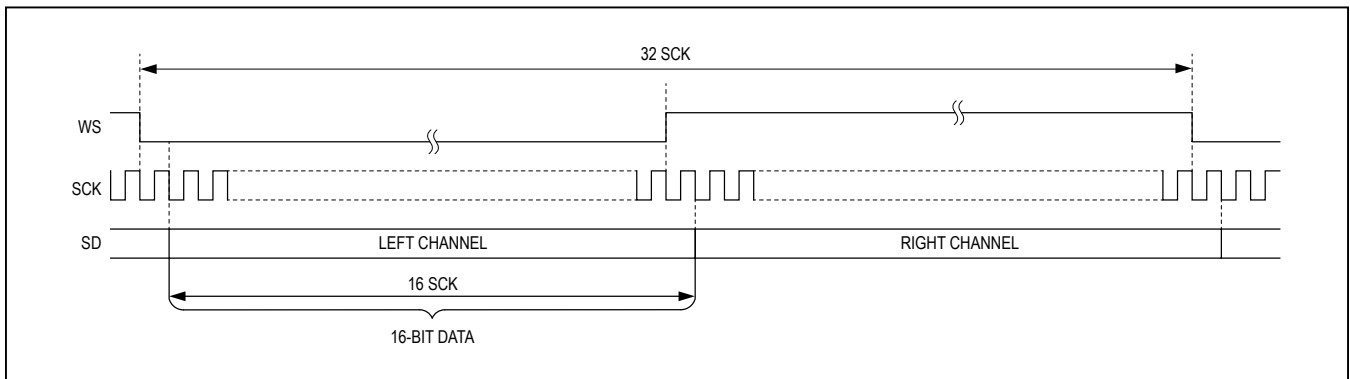 32 SCK
WS
SCK
SD
LEFT CHANNEL
RIGHT CHANNEL
16 SCK
16-BIT DATA